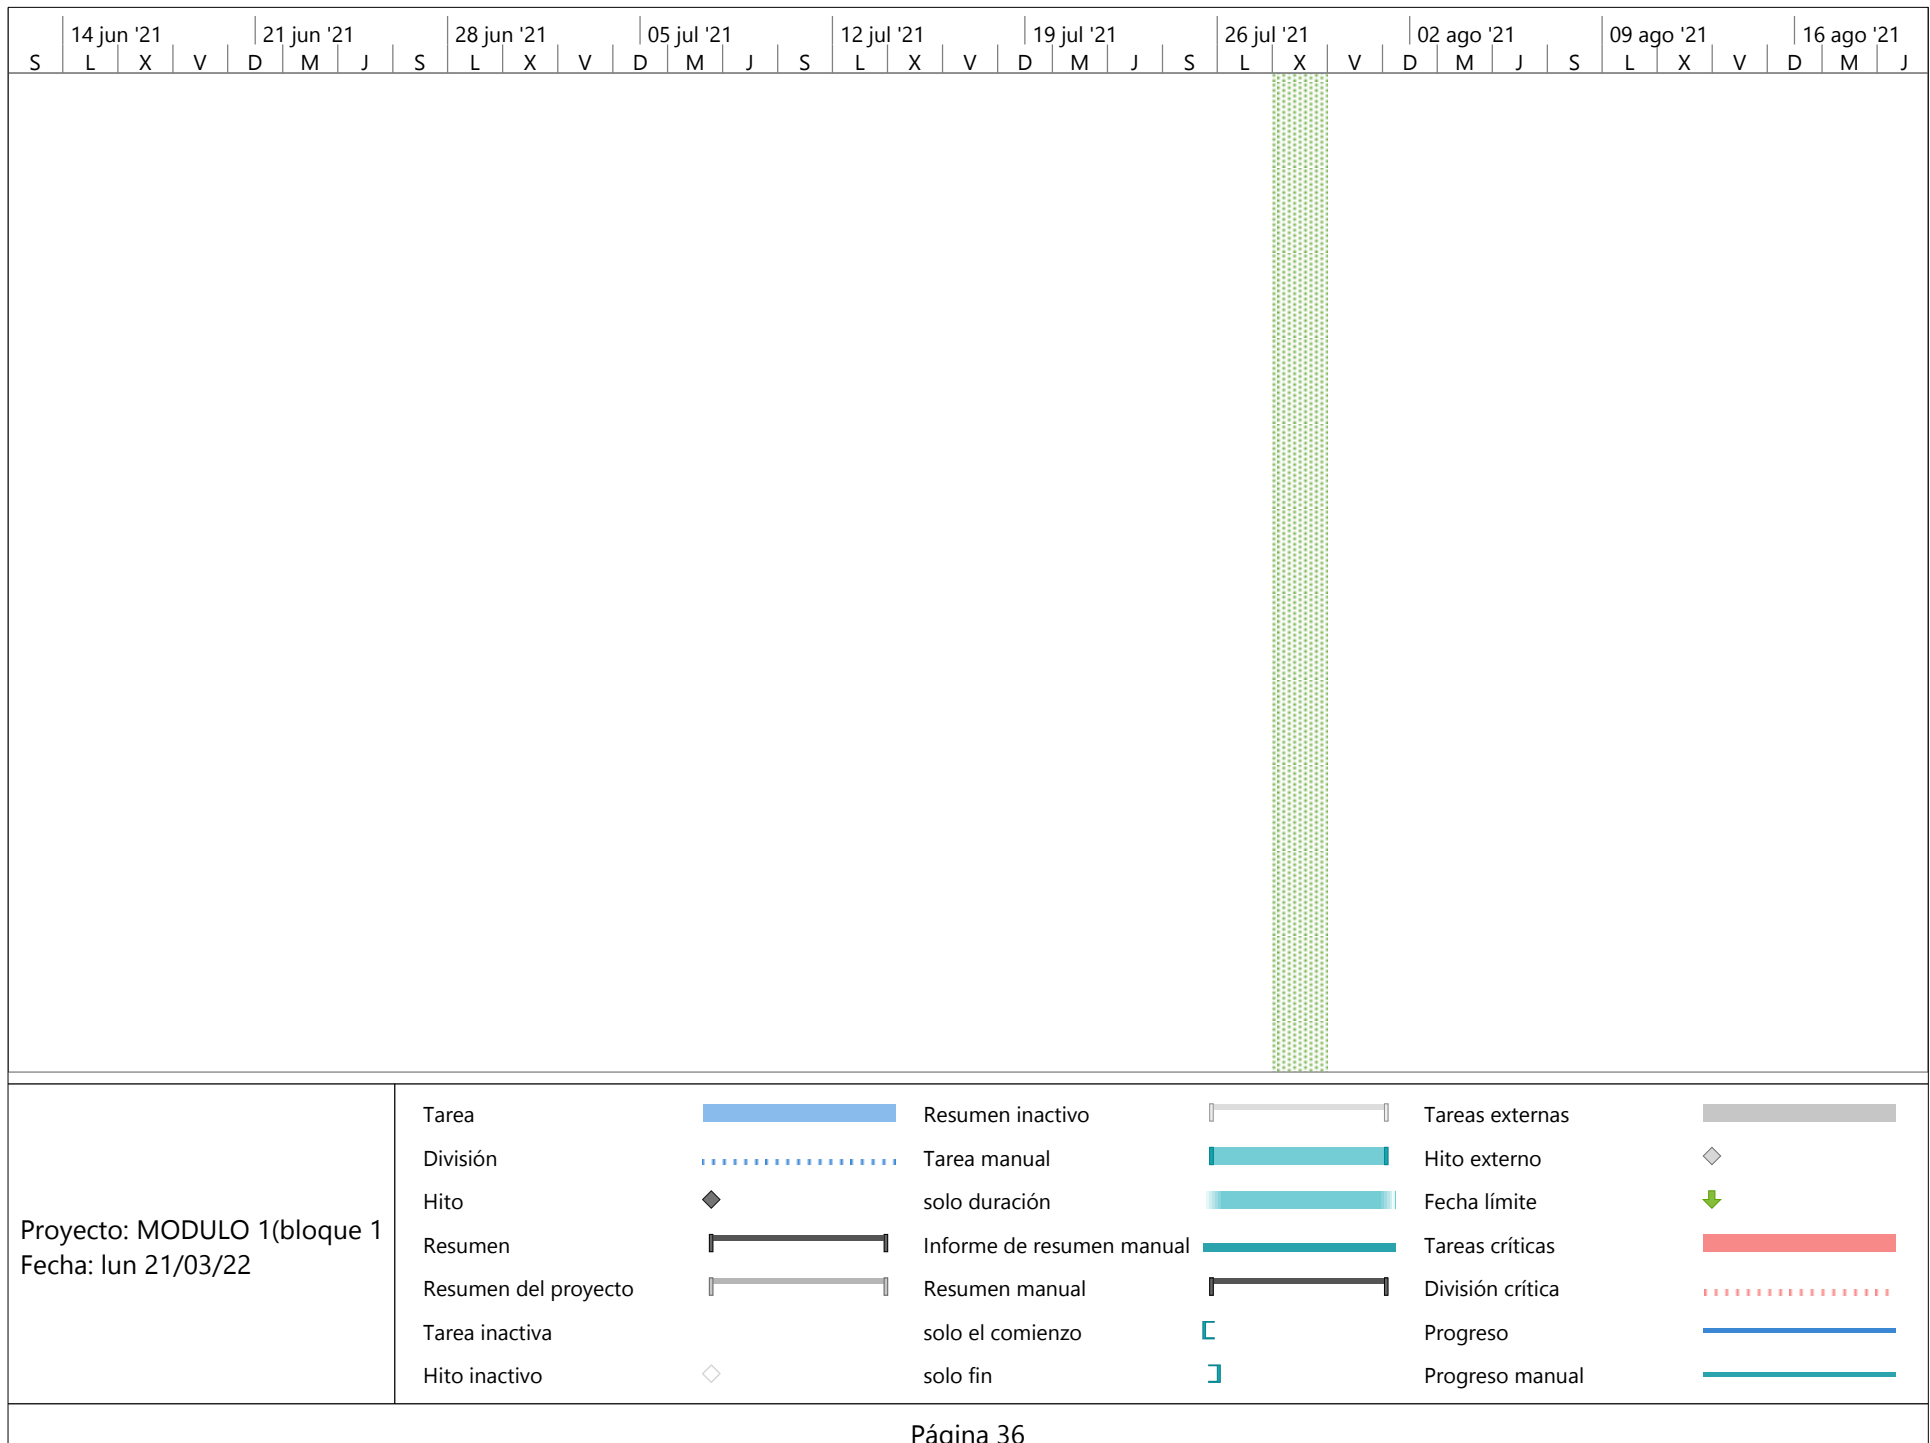 14 jun '21 21 jun '21 28 jun '21 05 jul '21 12 jul '21 19 jul '21 26 jul '21 02 ago '21 09 ago '21 16 ago '21
S L X V D M J S L X V D M J S L X V D M J S L X V D M J S L X V D M J
Proyecto: MODULO 1(bloque 1
Fecha: lun 21/03/22
Tarea
División
Hito
Resumen
Resumen del proyecto
Tarea inactiva
Hito inactivo
Resumen inactivo
Tarea manual
solo duración
Informe de resumen manual
Resumen manual
solo el comienzo
solo fin
Tareas externas
Hito externo
Fecha límite
Tareas críticas
División crítica
Progreso
Progreso manual
Página 36